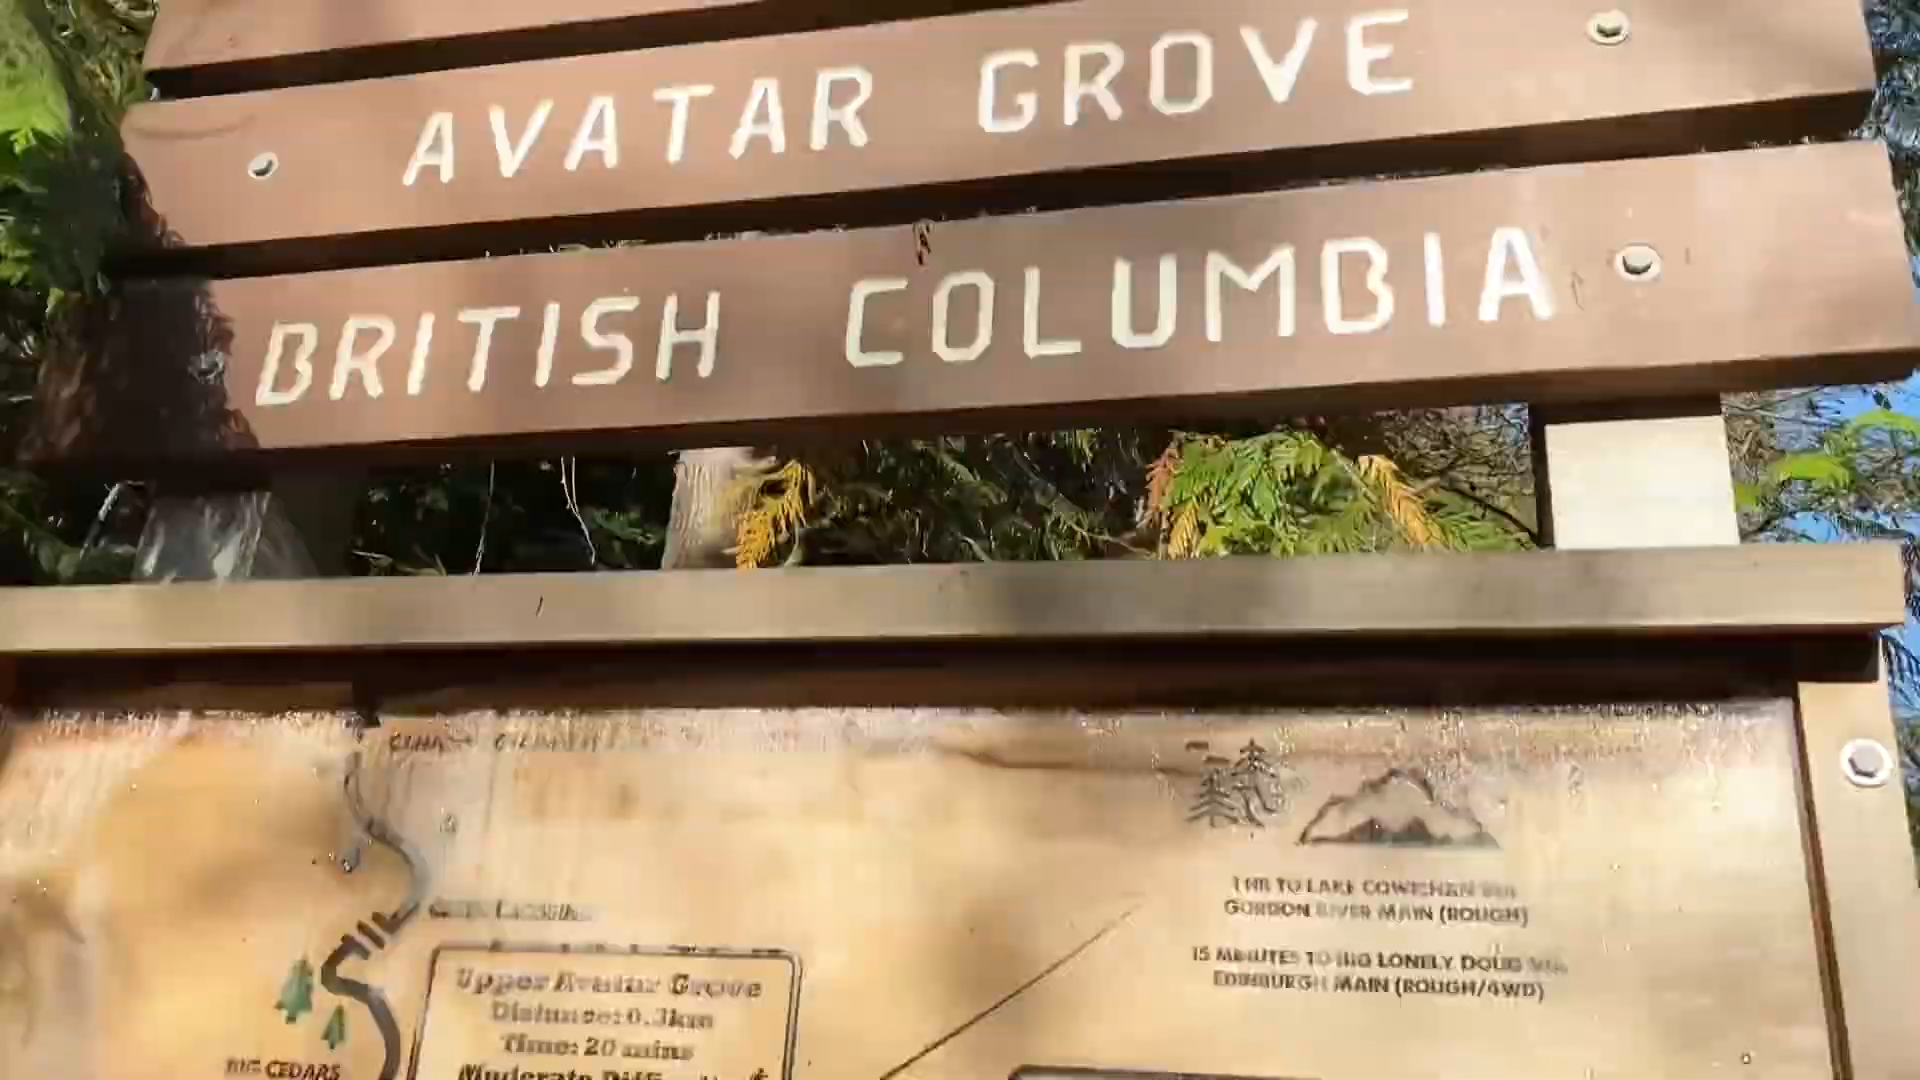 AVATAR GROVE
BRITISH COLUMBIA
1 HR TO LAKE COWICHAN VIA
GORDON RIVER MAIN (ROUGH)
15 MINUTES TO BIG LONELY DOUG VIA
EDINBURGH MAIN (ROUGH/4WD)
Upper Avatar Grove
Distance: 0.3km
Time: 20 mins
Moderate
BIG CEDARS